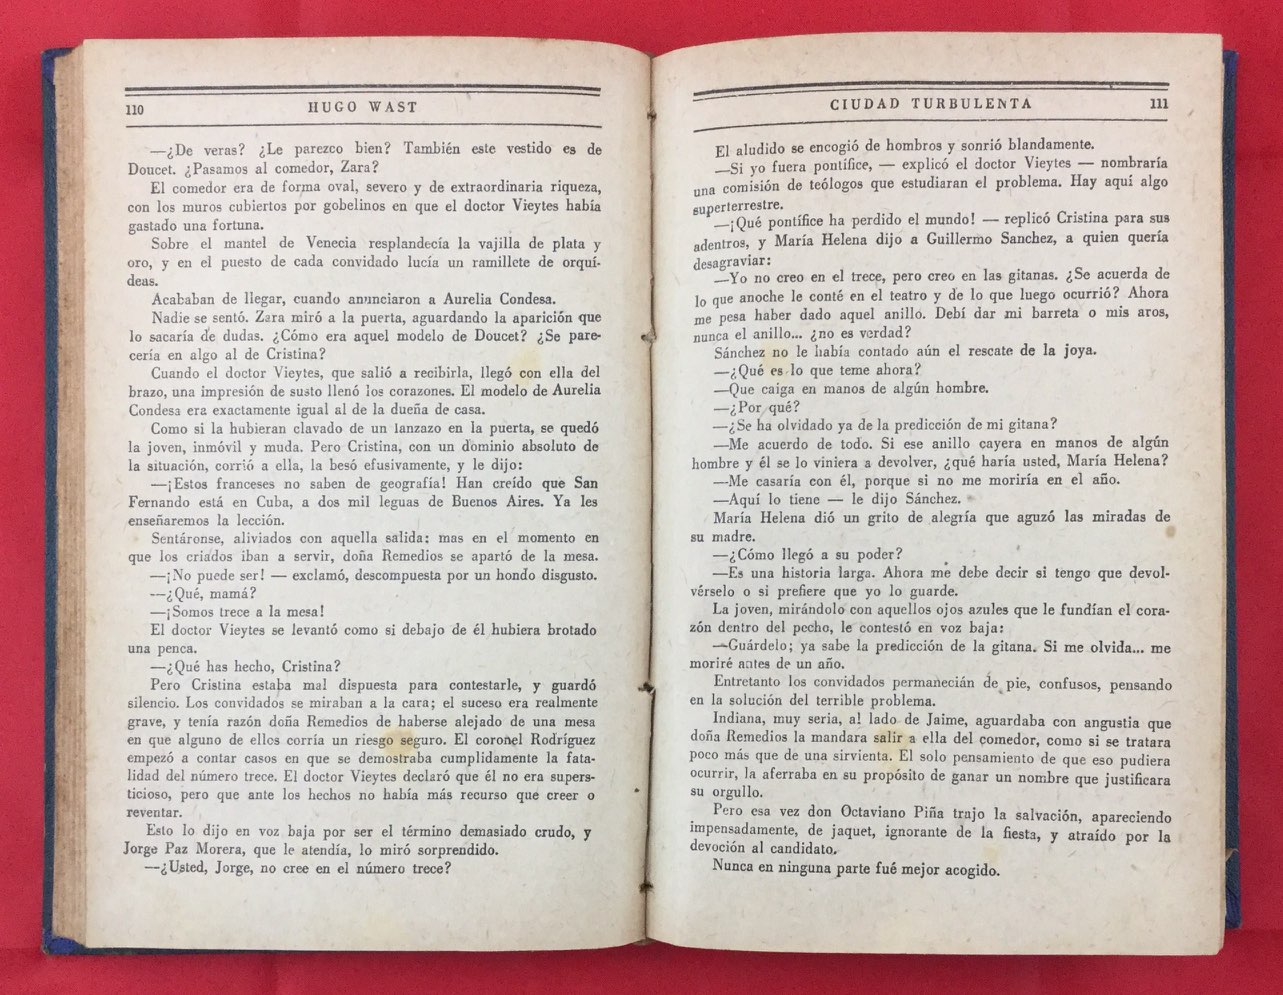 110
HUGO WAST
—¿De veras? ¿Le parezco bien? También este vestido es de
Doucet. ¿Pasamos al comedor, Zara?
El comedor era de forma oval, severo y de extraordinaria riqueza,
con los muros cubiertos por gobelinos en que el doctor Vieytes había
gastado una fortuna.
Sobre el mantel de Venecia resplandecía la vajilla de plata y
oro, y en el puesto de cada convidado lucía un ramillete de orquí-
deas.
Acababan de llegar, cuando anunciaron a Aurelia Condesa.
Nadie se sentó. Zara miró a la puerta, aguardando la aparición que
lo sacaría de dudas. ¿Cómo era aquel modelo de Doucet? ¿Se pare-
cería en algo al de Cristina?
Cuando el doctor Vieytes, que salió a recibirla, llegó con ella del
brazo, una impresión de susto llenó los corazones. El modelo de Aurelia
Condesa era exactamente igual al de la dueña de casa.
Como si la hubieran clavado de un lanzazo en la puerta, se quedó
la joven, inmóvil y muda. Pero Cristina, con un dominio absoluto de
la situación, corrió a ella, la besó efusivamente, y le dijo:
—¡Estos franceses no saben de geografía! Han creído que San
Fernando está en Cuba, a dos mil leguas de Buenos Aires. Ya les
enseñaremos la lección.
Sentáronse, aliviados con aquella salida; mas en el momento en
que los criados iban a servir, doña Remedios se apartó de la mesa.
—¡No puede ser! — exclamó, descompuesta por un hondo disgusto.
—¿Qué, mamá?
—¡Somos trece a la mesa!
El doctor Vieytes se levantó como si debajo de él hubiera brotado
una penca.
—¿Qué has hecho, Cristina?
Pero Cristina estaba mal dispuesta para contestarle, y guardó
silencio. Los convidados se miraban a la cara; el suceso era realmente
grave, y tenía razón doña Remedios de haberse alejado de una mesa
en que alguno de ellos corría un riesgo seguro. El coronel Rodríguez
empezó a contar casos en que se demostraba cumplidamente la fata-
lidad del número trece. El doctor Vieytes declaró que él no era supers-
ticioso, pero que ante los hechos no había más recurso que creer o
reventar.
Esto lo dijo en voz baja por ser el término demasiado crudo, y
Jorge Paz Morera, que le atendía, lo miró sorprendido.
—¿Usted, Jorge, no cree en el número trece?
CIUDAD TURBULENTA
111
El aludido se encogió de hombros y sonrió blandamente.
—Si yo fuera pontífice, — explicó el doctor Vieytes — nombraría
una comisión de teólogos que estudiaran el problema. Hay aquí algo
superterrestre.
—¡Qué pontífice ha perdido el mundo! — replicó Cristina para sus
adentros, y María Helena dijo a Guillermo Sanchez, a quien quería
desagraviar:
—Yo no creo en el trece, pero creo en las gitanas. ¿Se acuerda de
lo que anoche le conté en el teatro y de lo que luego ocurrió? Ahora
me pesa haber dado aquel anillo. Debí dar mi barreta o mis aros,
nunca el anillo... ¿no es verdad?
Sánchez no le había contado aún el rescate de la joya.
—¿Qué es lo que teme ahora?
—Que caiga en manos de algún hombre.
—¿Por qué?
—¿Se ha olvidado ya de la predicción de mi gitana?
—Me acuerdo de todo. Si ese anillo cayera en manos de algún
hombre y él se lo viniera a devolver, ¿qué haría usted, María Helena?
—Me casaría con él, porque si no me moriría en el año.
—Aquí lo tiene — le dijo Sánchez.
María Helena dió un grito de alegría que aguzó las miradas de
su madre.
—¿Cómo llegó a su poder?
—Es una historia larga. Ahora me debe decir si tengo que devol-
vérselo o si prefiere que yo lo guarde.
La joven, mirándolo con aquellos ojos azules que le fundían el cora-
zón dentro del pecho, le contestó en voz baja:
—Guárdelo; ya sabe la predicción de la gitana. Si me olvida... me
moriré antes de un año.
Entretanto los convidados permanecián de pie, confusos, pensando
en la solución del terrible problema.
Indiana, muy seria, al lado de Jaime, aguardaba con angustia que
doña Remedios la mandara salir a ella del comedor, como si se tratara
poco más que de una sirvienta. El solo pensamiento de que eso pudiera
ocurrir, la aferraba en su propósito de ganar un nombre que justificara
su orgullo.
Pero esa vez don Octaviano Piña trajo la salvación, apareciendo
impensadamente, de jaquet, ignorante de la fiesta, y atraído por la
devoción al candidato.
Nunca en ninguna parte fué mejor acogido.